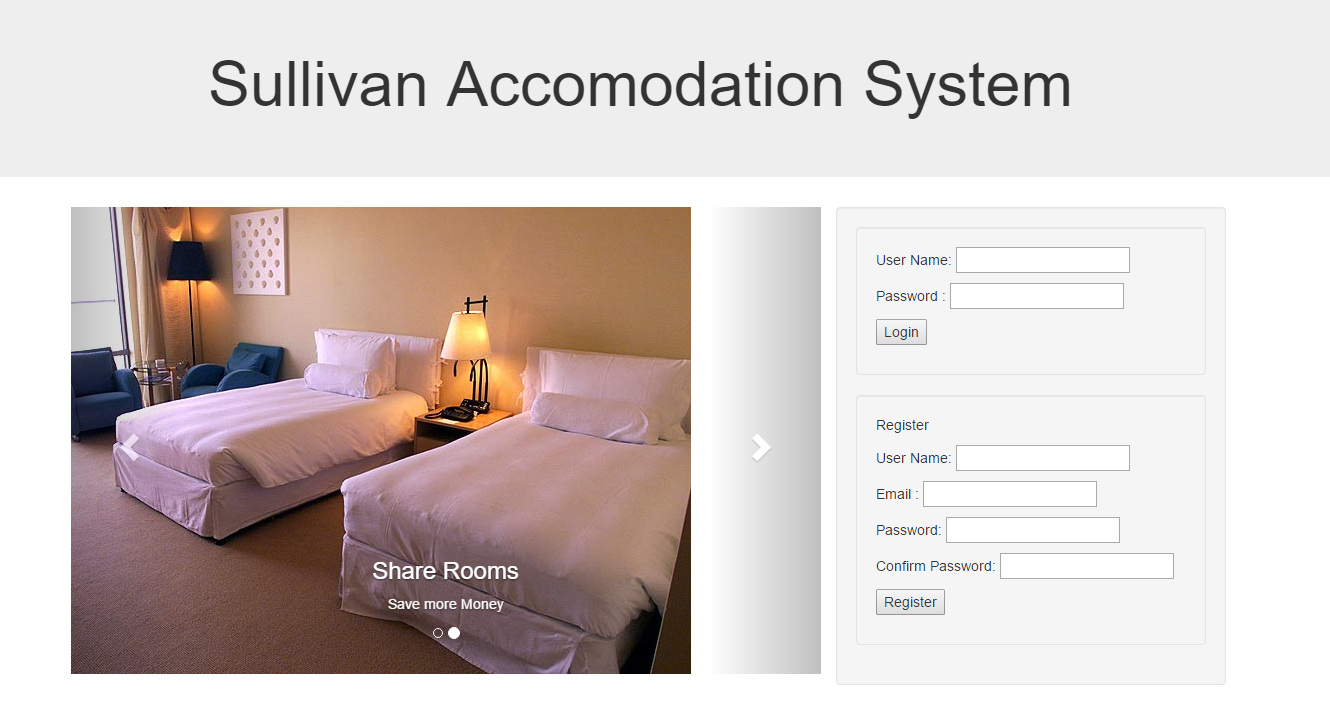 Sullivan Accomodation System
Share Rooms
Save more Money
User Name:
Password :
Login
Register
User Name:
Email :
Password:
Confirm Password:
Register